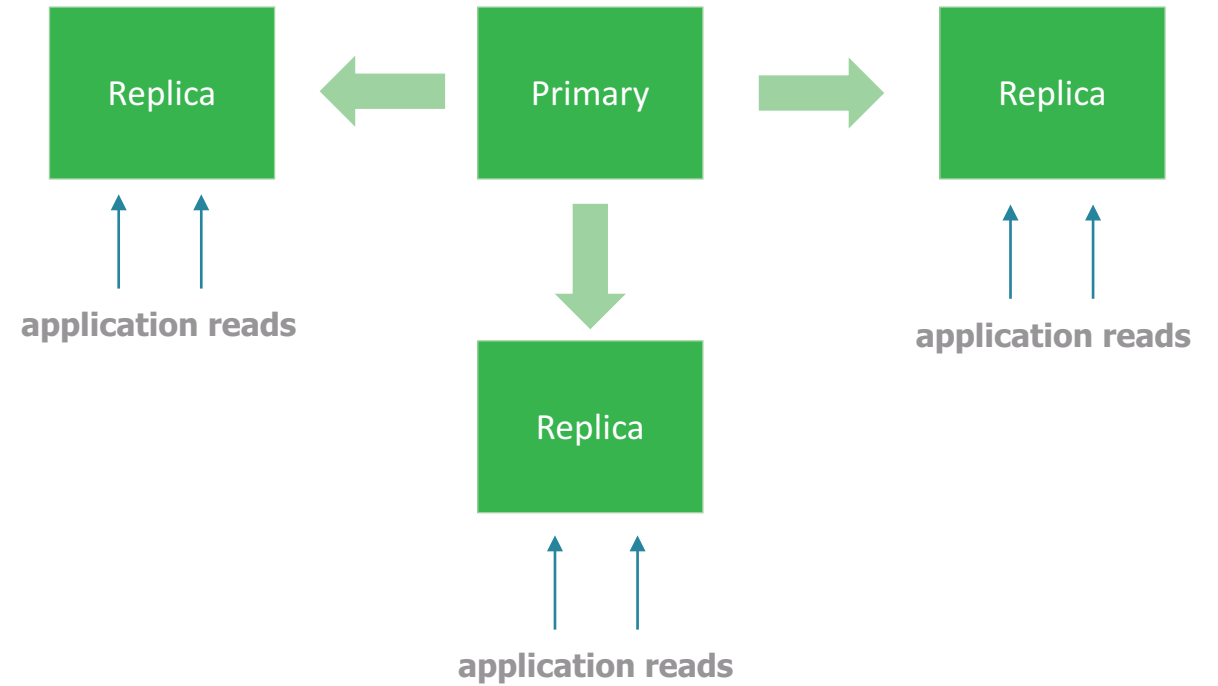 Replica
Primary
Replica
application reads
application reads
Replica
application reads